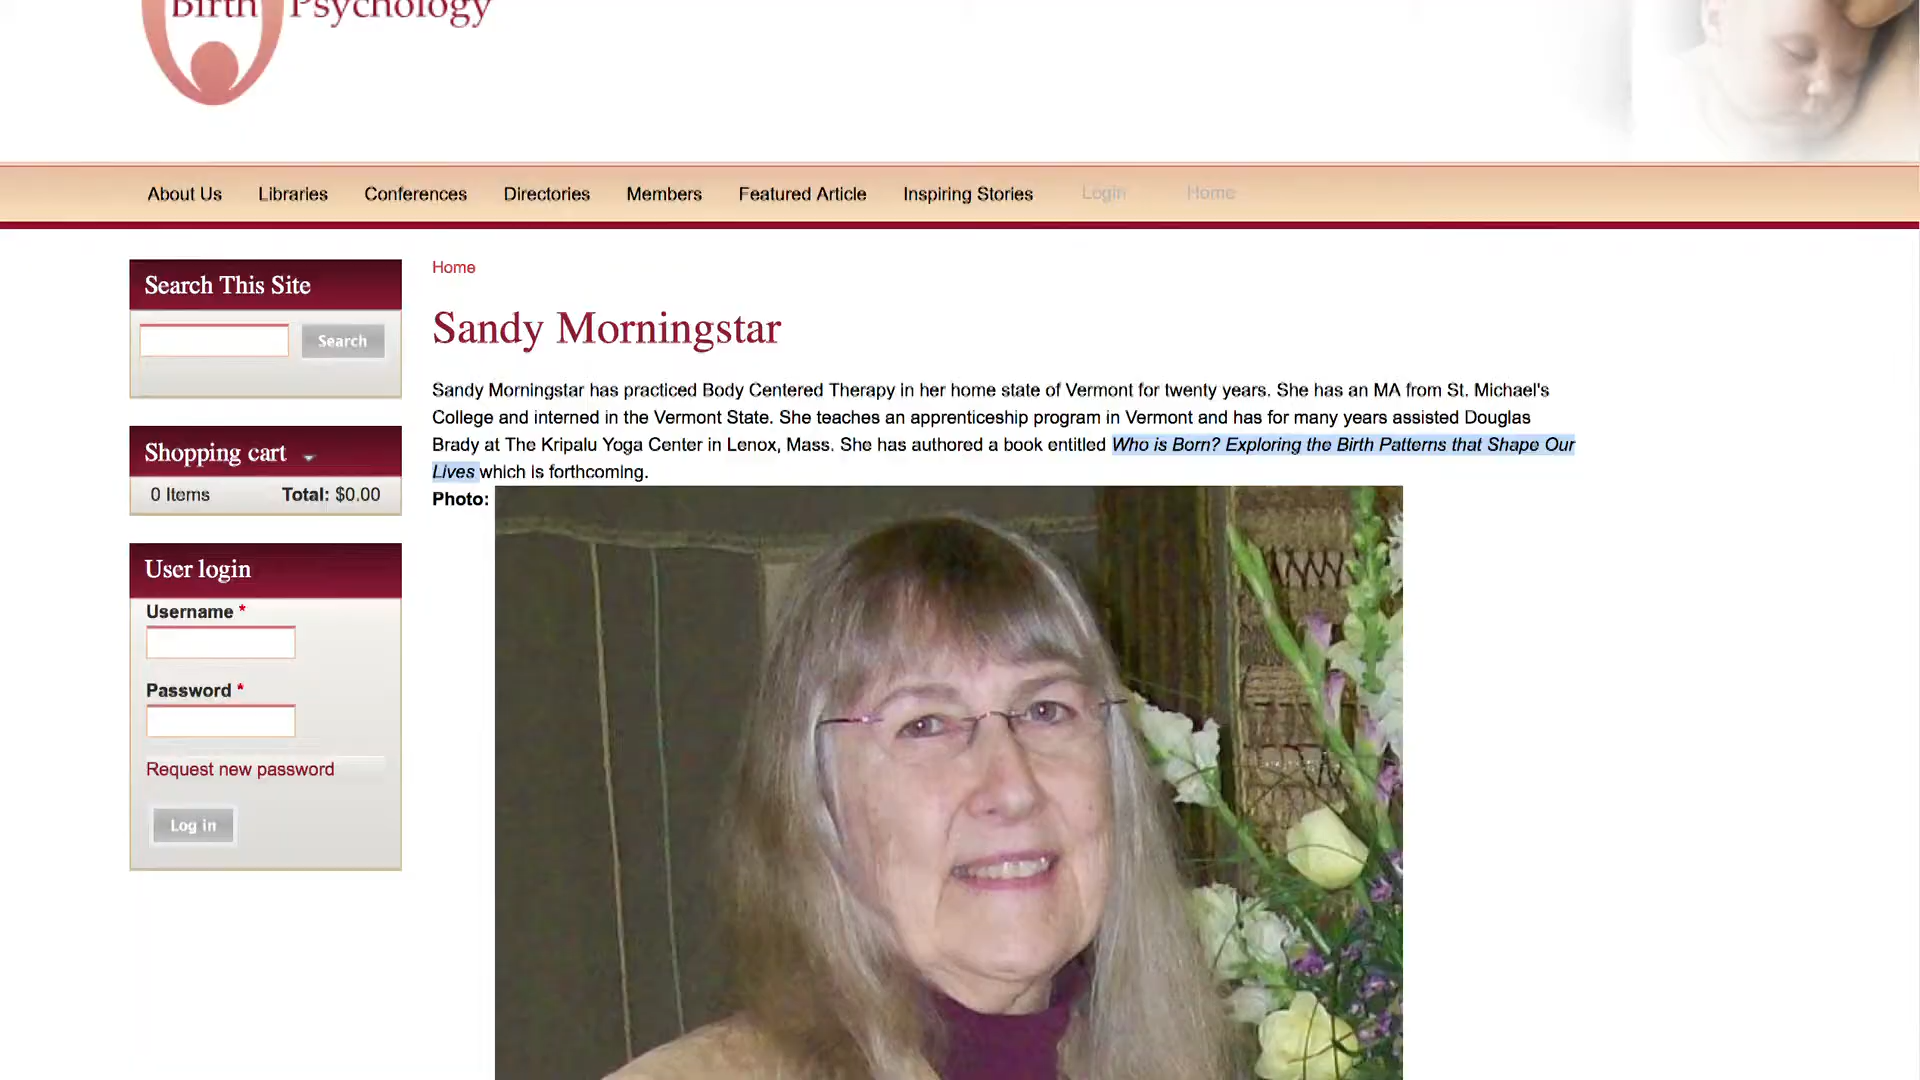 Birth Psychology
About Us Libraries Conferences Directories Members Featured Article Inspiring Stories Login Home
Search This Site
Search
Shopping cart
0 Items Total: $0.00
User login
Username *
Password *
Request new password
Log in
Home
Sandy Morningstar
Sandy Morningstar has practiced Body Centered Therapy in her home state of Vermont for twenty years. She has an MA from St. Michael's
College and interned in the Vermont State. She teaches an apprenticeship program in Vermont and has for many years assisted Douglas
Brady at The Kripalu Yoga Center in Lenox, Mass. She has authored a book entitled Who is Born? Exploring the Birth Patterns that Shape Our
Lives which is forthcoming.
Photo: